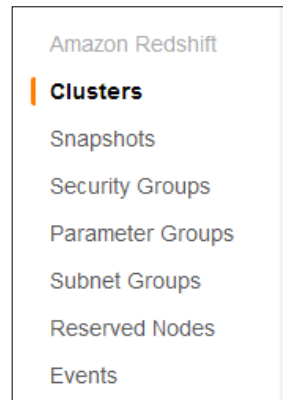 Amazon Redshift
Clusters
Snapshots
Security Groups
Parameter Groups
Subnet Groups
Reserved Nodes
Events